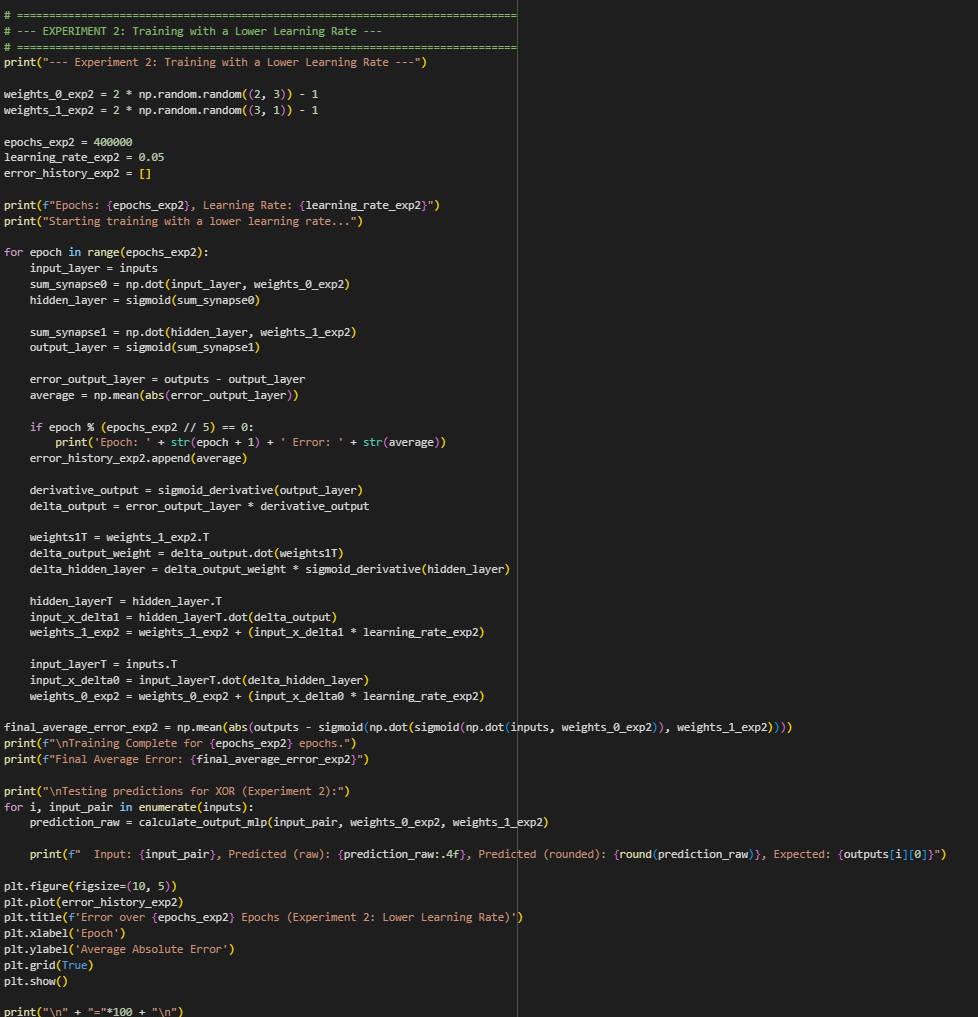 # ==============================================================================
# --- EXPERIMENT 2: Training with a Lower Learning Rate ---
# ==============================================================================
print("--- Experiment 2: Training with a Lower Learning Rate ---")
weights_0_exp2 = 2 * np.random.random((2, 3)) - 1
weights_1_exp2 = 2 * np.random.random((3, 1)) - 1
epochs_exp2 = 400000
learning_rate_exp2 = 0.05
error_history_exp2 = []
print(f"Epochs: {epochs_exp2}, Learning Rate: {learning_rate_exp2}")
print("Starting training with a lower learning rate...")
for epoch in range(epochs_exp2):
    input_layer = inputs
    sum_synapse0 = np.dot(input_layer, weights_0_exp2)
    hidden_layer = sigmoid(sum_synapse0)
    sum_synapse1 = np.dot(hidden_layer, weights_1_exp2)
    output_layer = sigmoid(sum_synapse1)
    error_output_layer = outputs - output_layer
    average = np.mean(abs(error_output_layer))
    if epoch % (epochs_exp2 // 5) == 0:
        print('Epoch: ' + str(epoch + 1) + ' Error: ' + str(average))
    error_history_exp2.append(average)
    derivative_output = sigmoid_derivative(output_layer)
    delta_output = error_output_layer * derivative_output
    weights1T = weights_1_exp2.T
    delta_output_weight = delta_output.dot(weights1T)
    delta_hidden_layer = delta_output_weight * sigmoid_derivative(hidden_layer)
    hidden_layerT = hidden_layer.T
    input_x_delta1 = hidden_layerT.dot(delta_output)
    weights_1_exp2 = weights_1_exp2 + (input_x_delta1 * learning_rate_exp2)
    input_layerT = inputs.T
    input_x_delta0 = input_layerT.dot(delta_hidden_layer)
    weights_0_exp2 = weights_0_exp2 + (input_x_delta0 * learning_rate_exp2)
final_average_error_exp2 = np.mean(abs(outputs - sigmoid(np.dot(sigmoid(np.dot(inputs, weights_0_exp2)), weights_1_exp2))))
print(f"\nTraining Complete for {epochs_exp2} epochs.")
print(f"Final Average Error: {final_average_error_exp2}")
print("\nTesting predictions for XOR (Experiment 2):")
for i, input_pair in enumerate(inputs):
    prediction_raw = calculate_output_mlp(input_pair, weights_0_exp2, weights_1_exp2)
    print(f"  Input: {input_pair}, Predicted (raw): {prediction_raw:.4f}, Predicted (rounded): {round(prediction_raw)}, Expected: {outputs[i][0]}")
plt.figure(figsize=(10, 5))
plt.plot(error_history_exp2)
plt.title(f'Error over {epochs_exp2} Epochs (Experiment 2: Lower Learning Rate)')
plt.xlabel('Epoch')
plt.ylabel('Average Absolute Error')
plt.grid(True)
plt.show()
print("\n" + "="*100 + "\n")